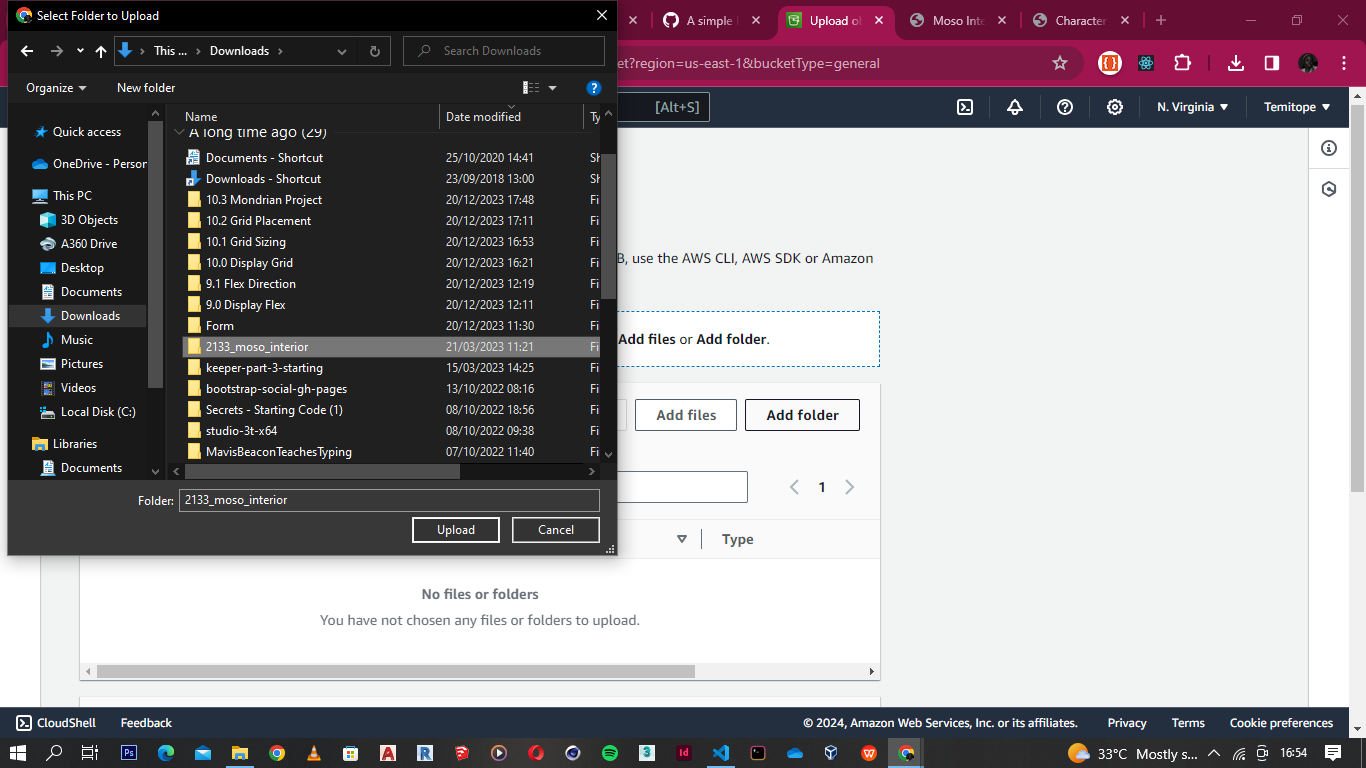 Select Folder to Upload
A simple
Upload ol
Moso Inte
Character
This ...
Downloads
Search Downloads
et?region=us-east-1&bucketType=general
Organize
New folder
[Alt+S]
N. Virginia
Temitope
Name
Date modified
Ty
Quick access
OneDrive - Person
This PC
3D Objects
A360 Drive
Desktop
Documents
Downloads
Music
Pictures
Videos
Local Disk (C:)
Libraries
Documents
A long time ago (29)
Documents - Shortcut 25/10/2020 14:41 Sh
Downloads - Shortcut 23/09/2018 13:00 Sh
10.3 Mondrian Project 20/12/2023 17:48 Fi
10.2 Grid Placement 20/12/2023 17:11 Fi
10.1 Grid Sizing 20/12/2023 16:53 Fi
10.0 Display Grid 20/12/2023 16:21 Fi
9.1 Flex Direction 20/12/2023 12:19 Fi
9.0 Display Flex 20/12/2023 12:11 Fi
Form 20/12/2023 11:30 Fi
2133_moso_interior 21/03/2023 11:21 Fi
keeper-part-3-starting 15/03/2023 14:25 Fi
bootstrap-social-gh-pages 13/10/2022 08:16 Fi
Secrets - Starting Code (1) 08/10/2022 18:56 Fi
studio-3t-x64 08/10/2022 09:38 Fi
MavisBeaconTeachesTyping 07/10/2022 11:40 Fi
Folder: 2133_moso_interior
Upload
Cancel
B, use the AWS CLI, AWS SDK or Amazon
Add files or Add folder.
Add files
Add folder
1
Type
No files or folders
You have not chosen any files or folders to upload.
CloudShell
Feedback
© 2024, Amazon Web Services, Inc. or its affiliates.
Privacy
Terms
Cookie preferences
33°C Mostly s...
16:54